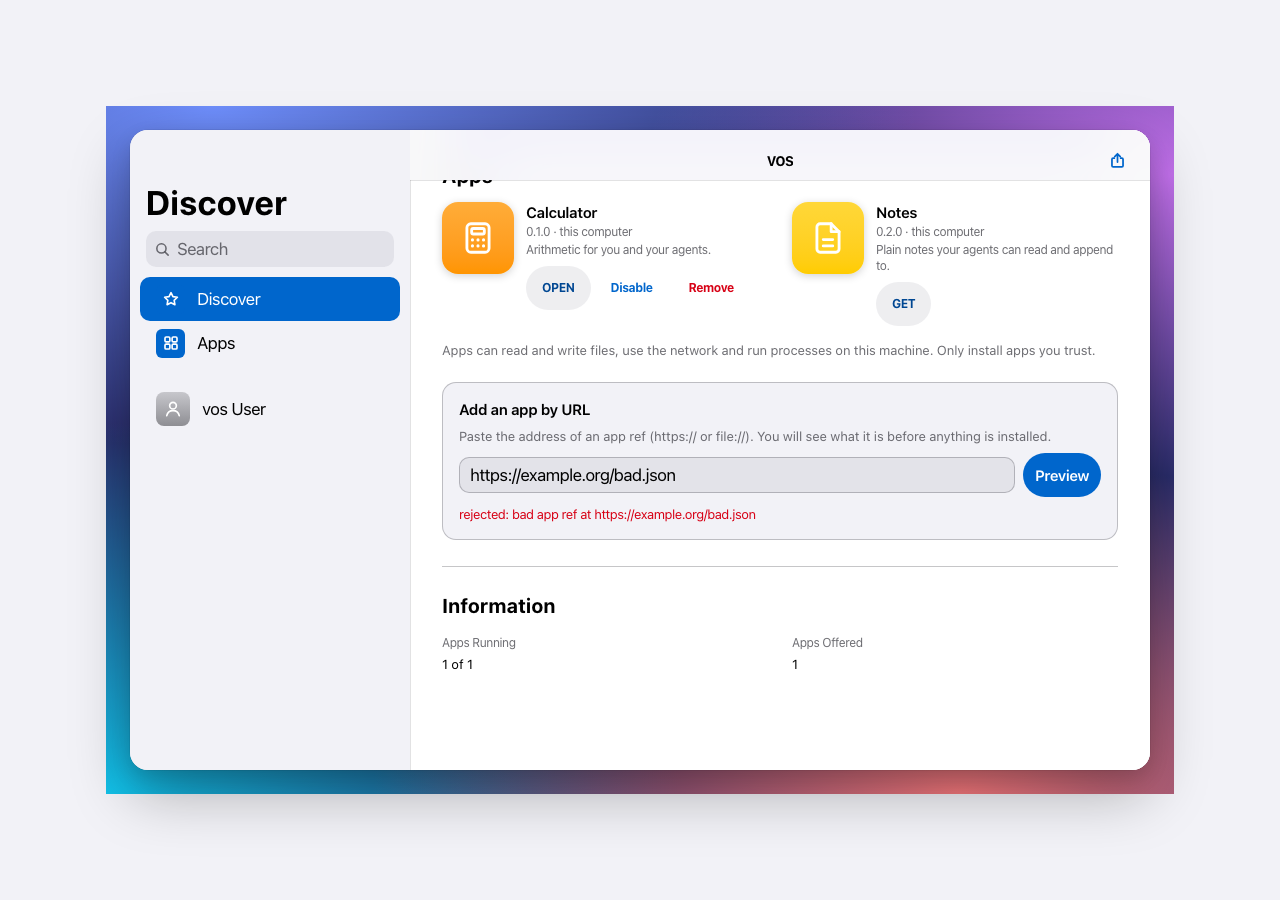 Discover
Search
Discover
Apps
vos User
VOS
Apps
Calculator
0.1.0 · this computer
Arithmetic for you and your agents.
OPEN
Disable
Remove
Notes
0.2.0 · this computer
Plain notes your agents can read and append
to.
GET
Apps can read and write files, use the network and run processes on this machine. Only install apps you trust.
Add an app by URL
Paste the address of an app ref (https:// or file://). You will see what it is before anything is installed.
https://example.org/bad.json
Preview
rejected: bad app ref at https://example.org/bad.json
Information
Apps Running
1 of 1
Apps Offered
1